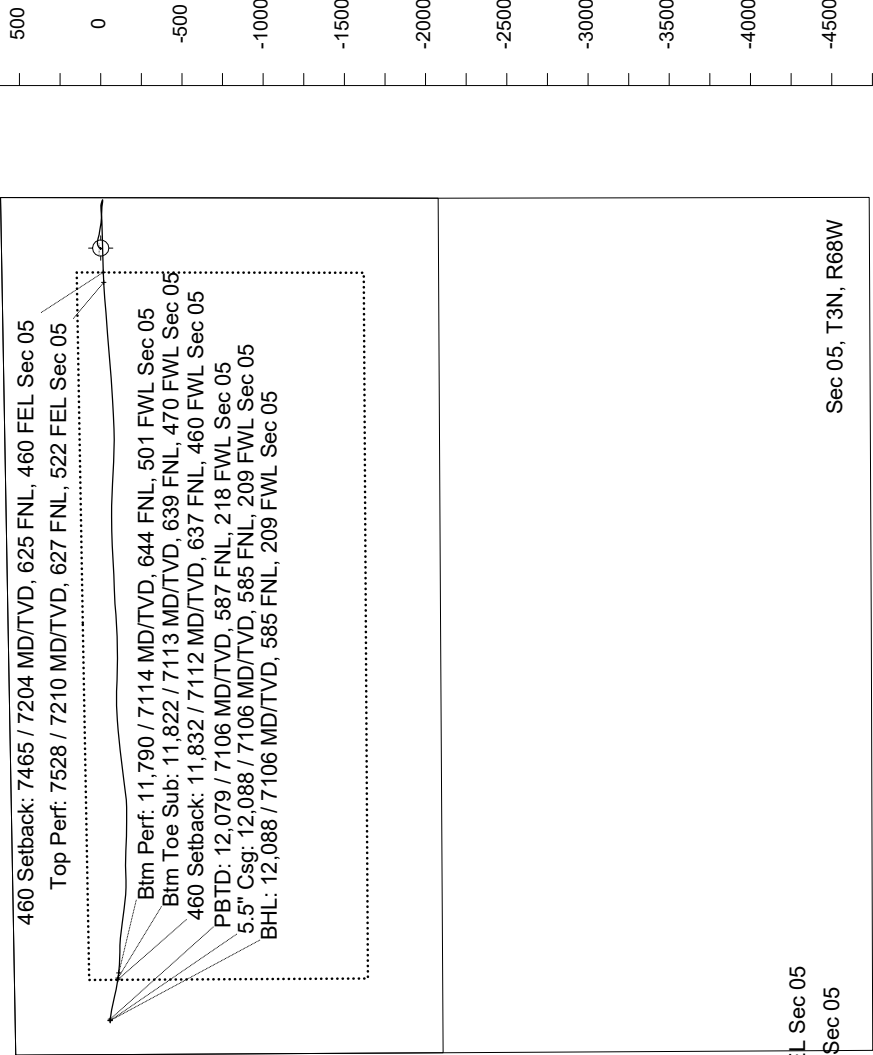 500
0
-500
-1000
-1500
-2000
-2500
-3000
-3500
-4000
-4500
460 Setback: 7465 / 7204 MD/TVD, 625 FNL, 460 FEL Sec 05
Top Perf: 7528 / 7210 MD/TVD, 627 FNL, 522 FEL Sec 05
Btm Perf: 11,790 / 7114 MD/TVD, 644 FNL, 501 FWL Sec 05
Btm Toe Sub: 11,822 / 7113 MD/TVD, 639 FNL, 470 FWL Sec 05
460 Setback: 11,832 / 7112 MD/TVD, 637 FNL, 460 FWL Sec 05
PBTD: 12,079 / 7106 MD/TVD, 587 FNL, 218 FWL Sec 05
5.5" Csg: 12,088 / 7106 MD/TVD, 585 FNL, 209 FWL Sec 05
BHL: 12,088 / 7106 MD/TVD, 585 FNL, 209 FWL Sec 05
Sec 05, T3N, R68W
L Sec 05
Sec 05